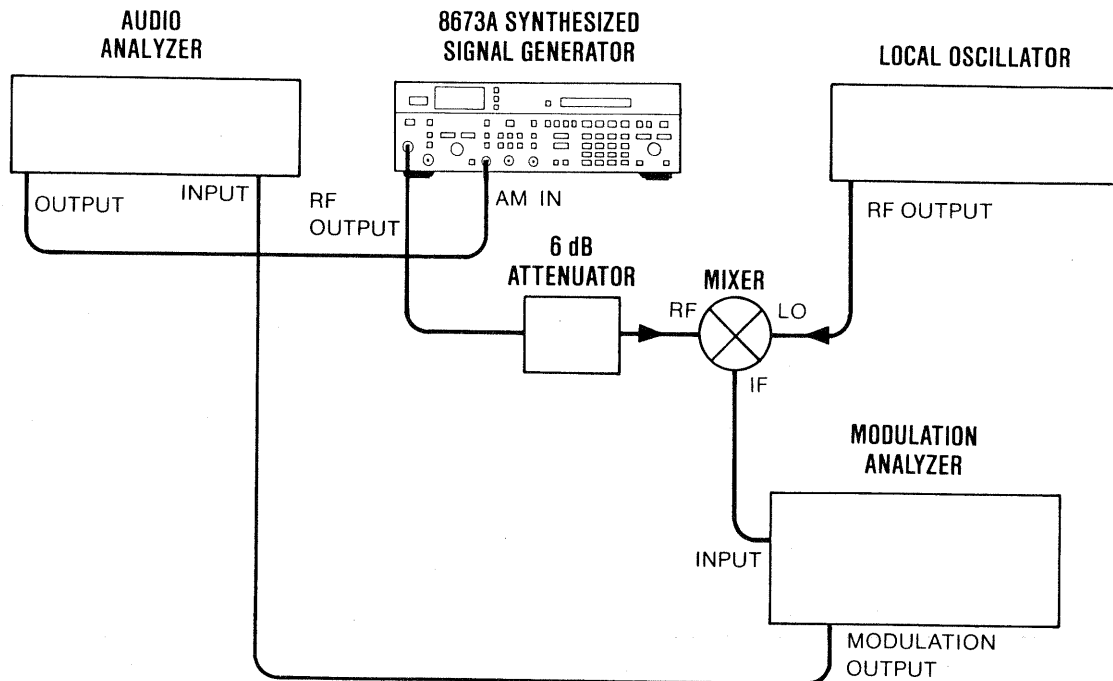 AUDIO
ANALYZER
8673A SYNTHESIZED
SIGNAL GENERATOR
LOCAL OSCILLATOR
OUTPUT
INPUT
RF
OUTPUT
AM IN
RF OUTPUT
6 dB
ATTENUATOR
MIXER
RF
LO
IF
MODULATION
ANALYZER
INPUT
MODULATION
OUTPUT